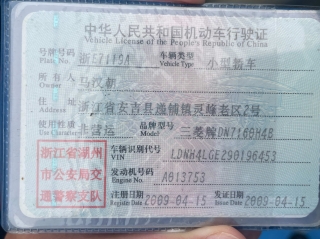 中华人民共和国机动车行驶证
Vehicle License of the People's Republic of China
号牌号码 浙E7119A 车辆类型 小型轿车
Plate No. Vehicle Type
所有人
Owner
住址 浙江省安吉县递铺镇灵峰老区2号
Address
使用性质 非营运 品牌型号 三菱牌DN7169H4B
Use Character
浙江省湖州
市公安局交
通警察支队
车辆识别代号 LDNH4LGE290196453
VIN
发动机号码 A013753
Engine No.
注册日期 2009-04-15 发证日期 2009-04-15
Register Date Issue Date